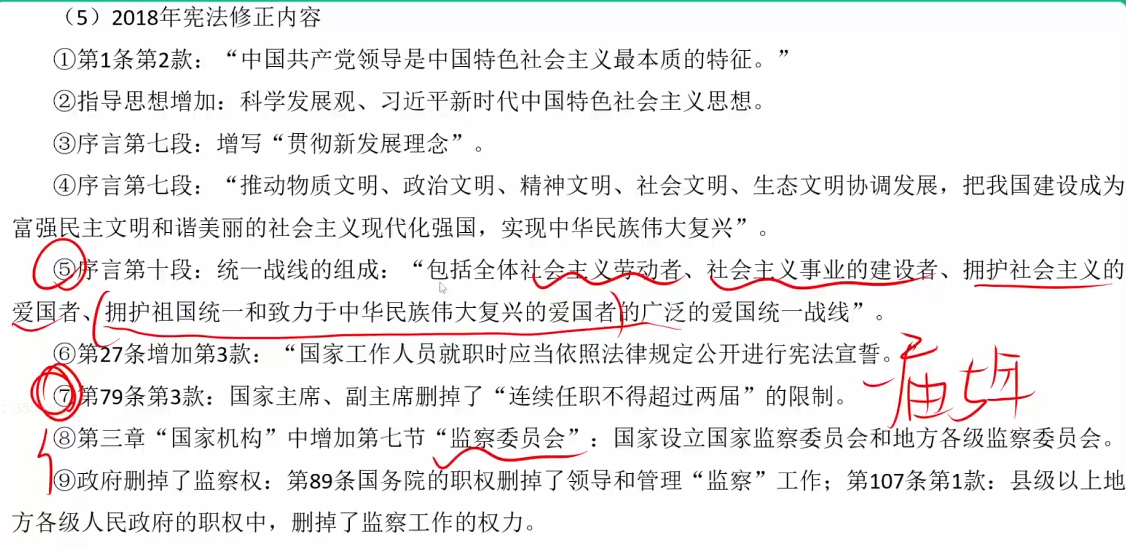 （5）2018年宪法修正内容
①第1条第2款：“中国共产党领导是中国特色社会主义最本质的特征。”
②指导思想增加：科学发展观、习近平新时代中国特色社会主义思想。
③序言第七段：增写“贯彻新发展理念”。
④序言第七段：“推动物质文明、政治文明、精神文明、社会文明、生态文明协调发展，把我国建设成为
富强民主文明和谐美丽的社会主义现代化强国，实现中华民族伟大复兴”。
⑤序言第十段：统一战线的组成：“包括全体社会主义劳动者、社会主义事业的建设者、拥护社会主义的
爱国者、拥护祖国统一和致力于中华民族伟大复兴的爱国者的广泛的爱国统一战线”。
⑥第27条增加第3款：“国家工作人员就职时应当依照法律规定公开进行宪法宣誓。
⑦第79条第3款：国家主席、副主席删掉了“连续任职不得超过两届”的限制。
一届5年
⑧第三章“国家机构”中增加第七节“监察委员会”：国家设立国家监察委员会和地方各级监察委员会。
⑨政府删掉了监察权：第89条国务院的职权删掉了领导和管理“监察”工作；第107条第1款：县级以上地
方各级人民政府的职权中，删掉了监察工作的权力。